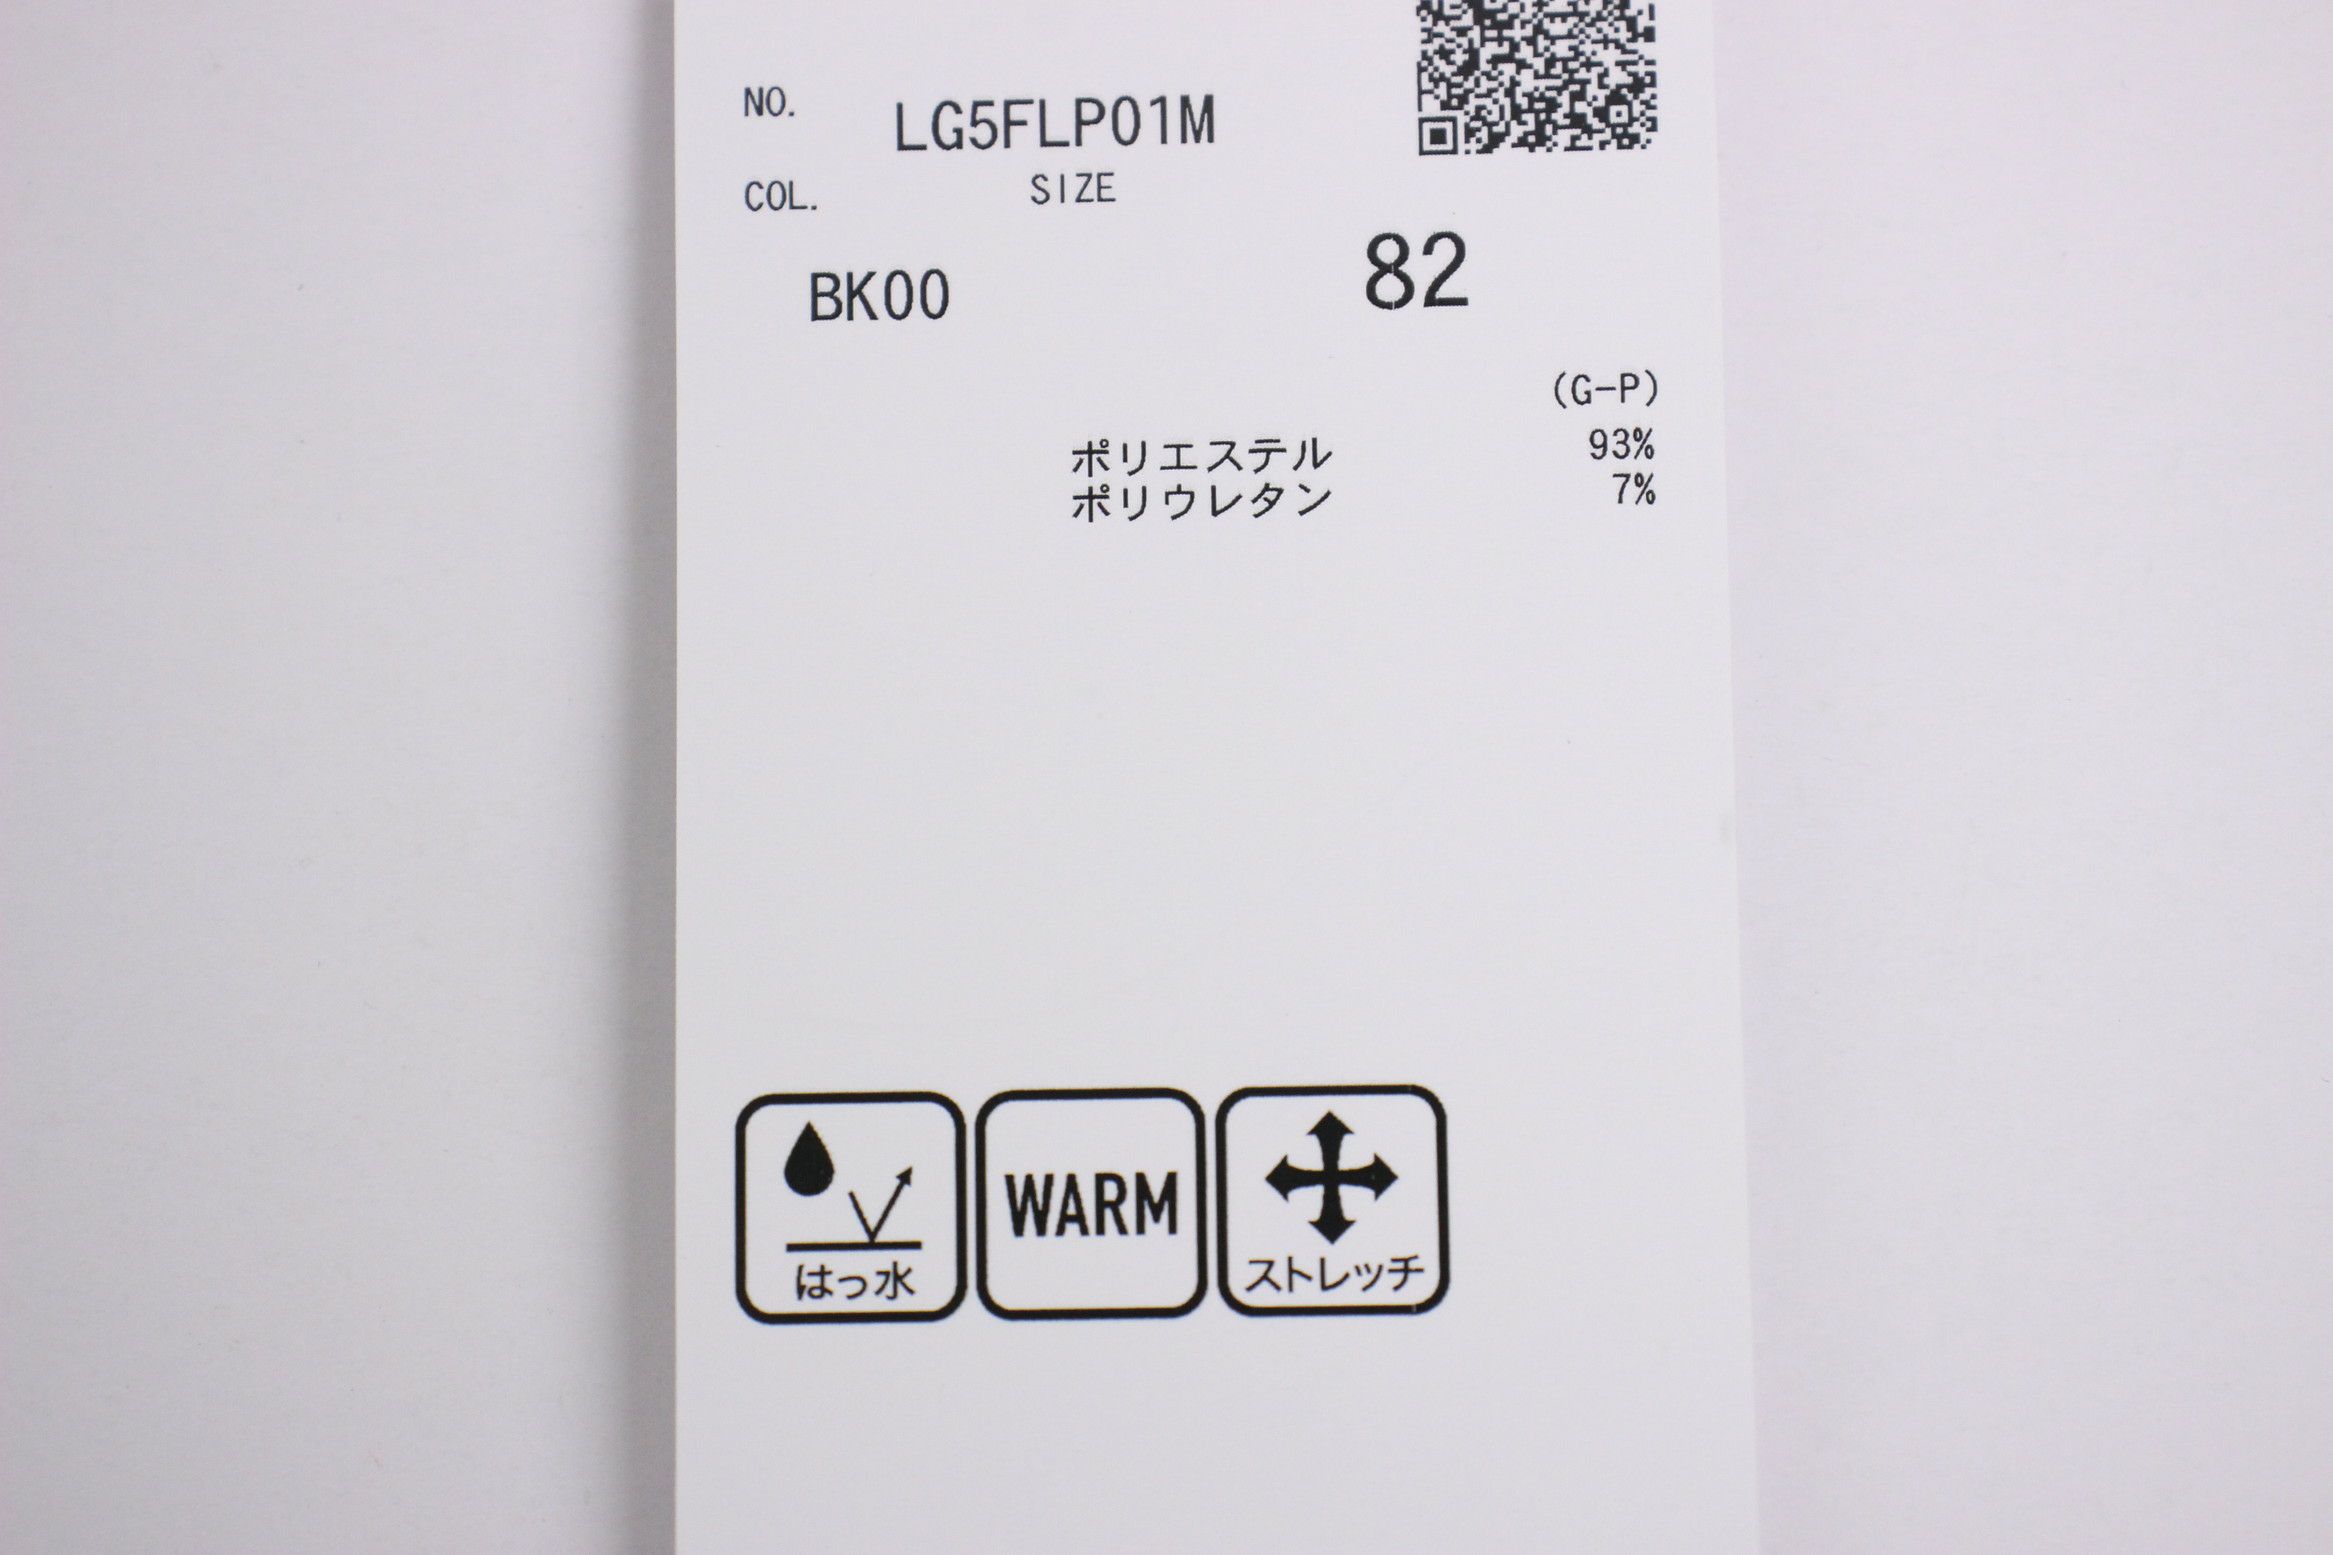 NO.
LG5FLP01M
COL.
SIZE
BK00
82
(G-P)
ポリエステル 93%
ポリウレタン 7%
はっ水
WARM
ストレッチ